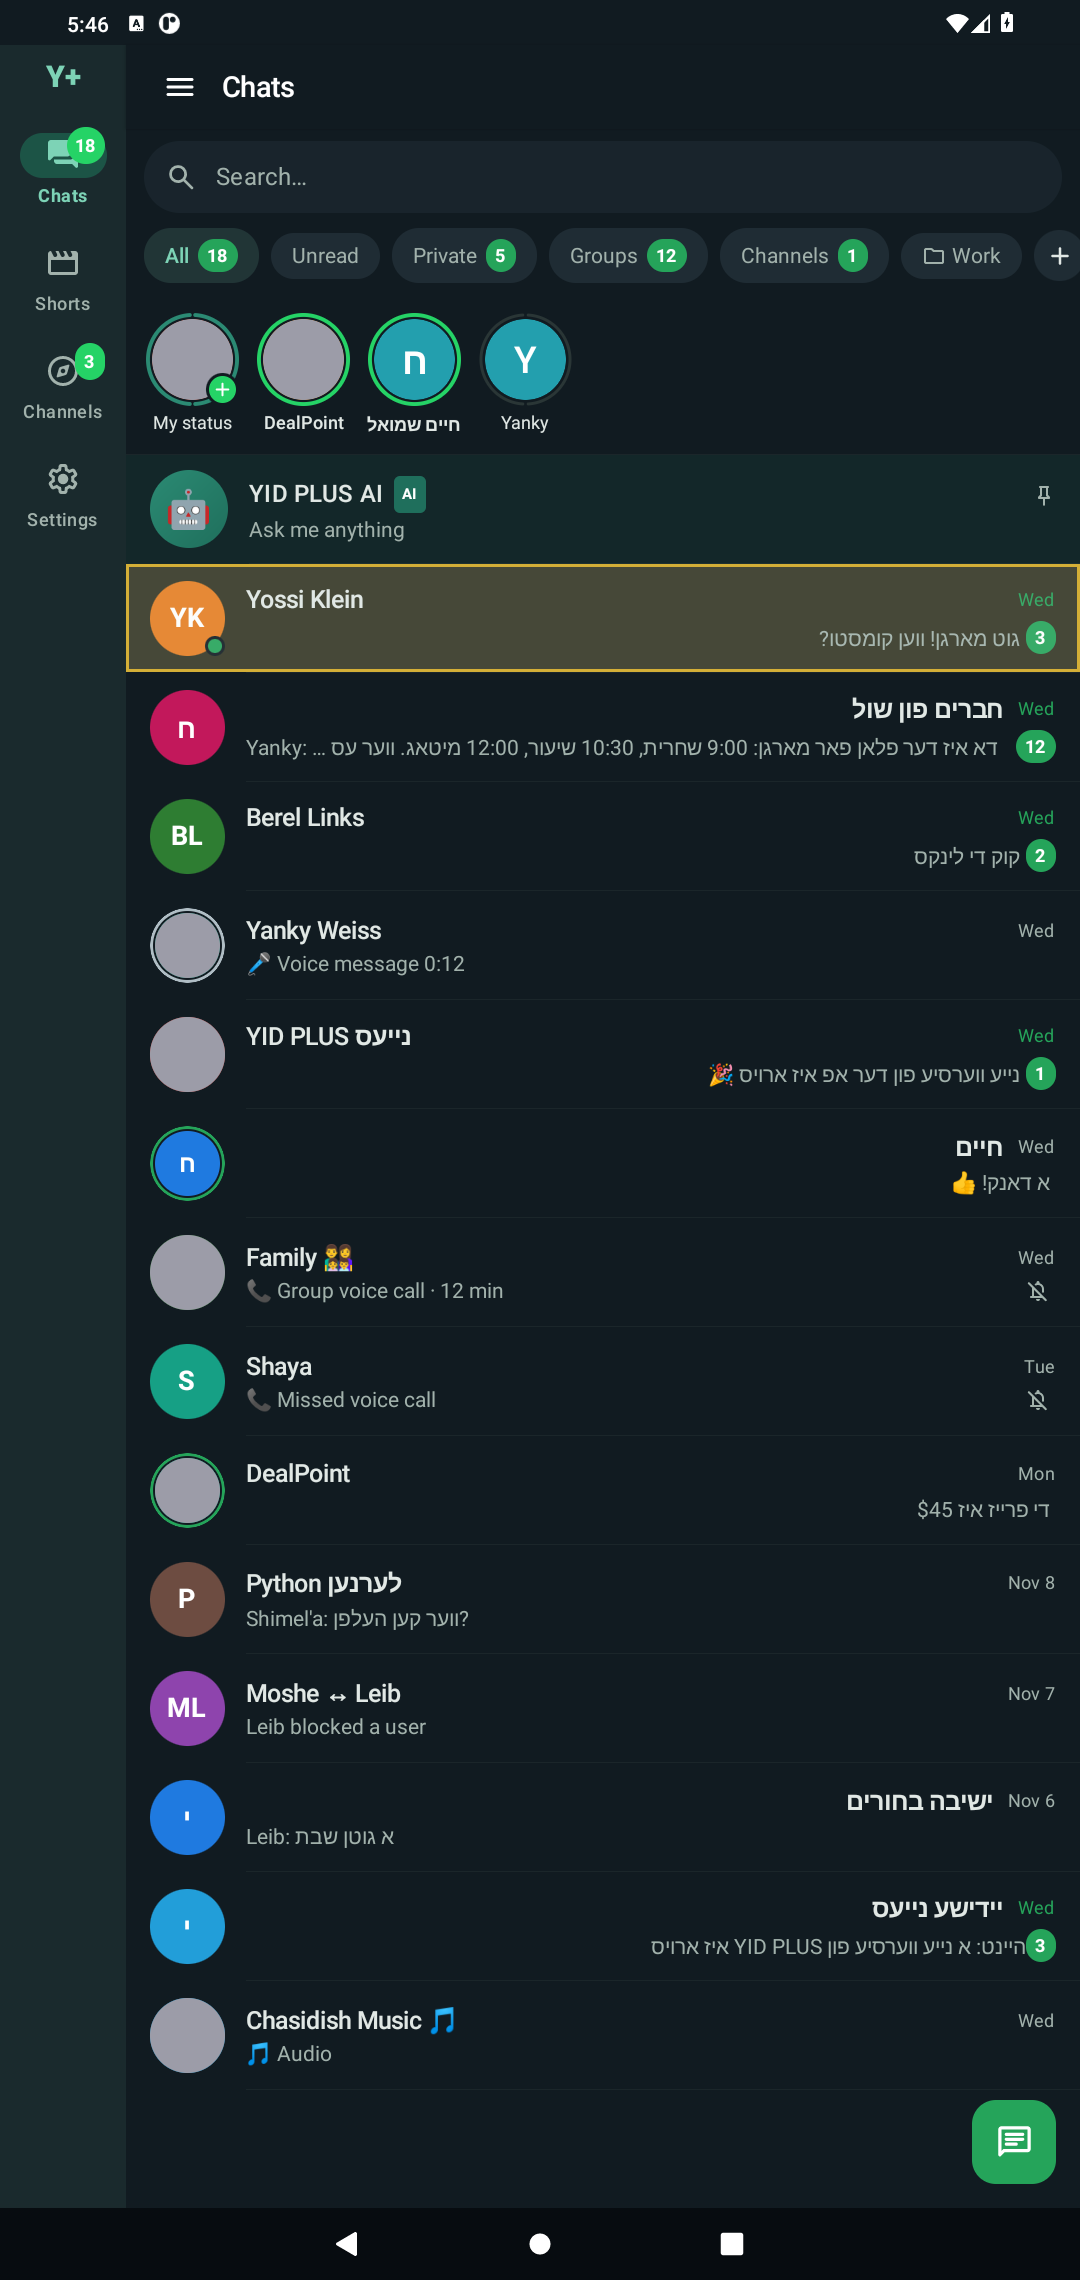 5:46
Y+
Chats
18
Chats
Shorts
3
Channels
Settings
Search...
All 18
Unread
Private 5
Groups 12
Channels 1
Work
My status
DealPoint
ח
חיים שמואל
Y
Yanky
YID PLUS AI AI
Ask me anything
YK
Yossi Klein
Wed
גוט מארגן! ווען קומסטו?
3
ח
חברים פון שול
Wed
Yanky: דא איז דער פלאן פאר מארגן: 9:00 שחרית, 10:30 שיעור, 12:00 מיטאג. ווער עס ...
12
BL
Berel Links
Wed
קוק די לינקס
2
Yanky Weiss
Wed
🎤 Voice message 0:12
YID PLUS נייעס
Wed
נייע ווערסיע פון דער אפ איז ארויס 🎉
1
ח
חיים
Wed
א דאנק! 👍
Family 👨‍👩‍👧‍👦
Wed
📞 Group voice call · 12 min
S
Shaya
Tue
📞 Missed voice call
DealPoint
Mon
די פרייז איז $45
P
Python לערנען
Nov 8
Shimel'a: ווער קען העלפן?
ML
Moshe ↔ Leib
Nov 7
Leib blocked a user
י
ישיבה בחורים
Nov 6
Leib: א גוטן שבת
י
יידישע נייעס
Wed
היינט: א נייע ווערסיע פון YID PLUS איז ארויס
3
Chasidish Music 🎵
Wed
🎵 Audio